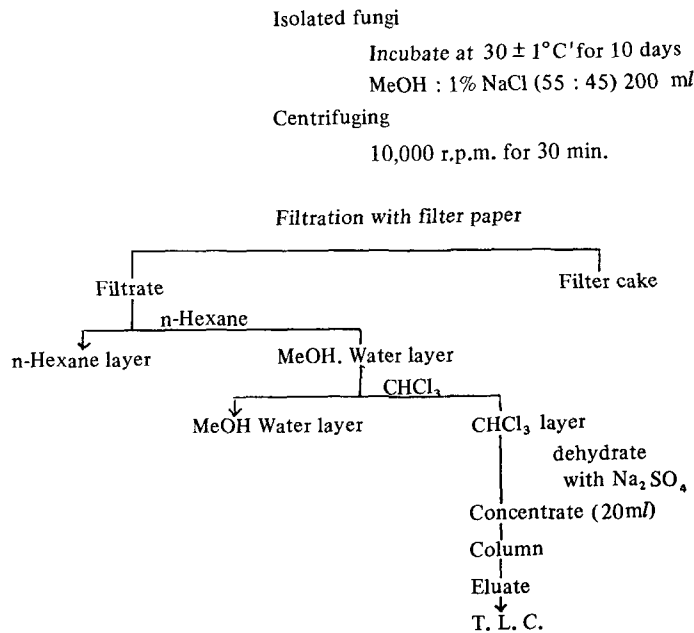 Isolated fungi
Incubate at 30 ± 1°C' for 10 days
MeOH : 1% NaCl (55 : 45) 200 ml
Centrifuging
10,000 r.p.m. for 30 min.
Filtration with filter paper
Filtrate
Filter cake
n-Hexane
n-Hexane layer
MeOH. Water layer
CHCl₃
MeOH Water layer
CHCl₃ layer
dehydrate
with Na₂SO₄
Concentrate (20ml)
Column
Eluate
T. L. C.